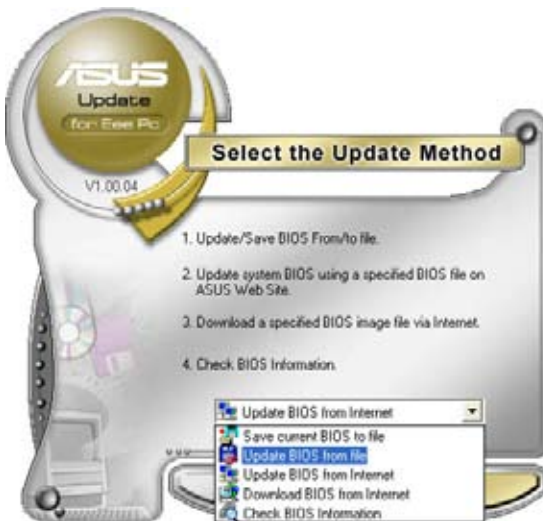 ASUS
Update
for Eee Pc
V1.00.04
Select the Update Method
1. Update/Save BIOS From/to file.
2. Update system BIOS using a specified BIOS file on
ASUS Web Site.
3. Download a specified BIOS image file via Internet.
4. Check BIOS Information.
Update BIOS from Internet
Save current BIOS to file
Update BIOS from file
Update BIOS from Internet
Download BIOS from Internet
Check BIOS Information